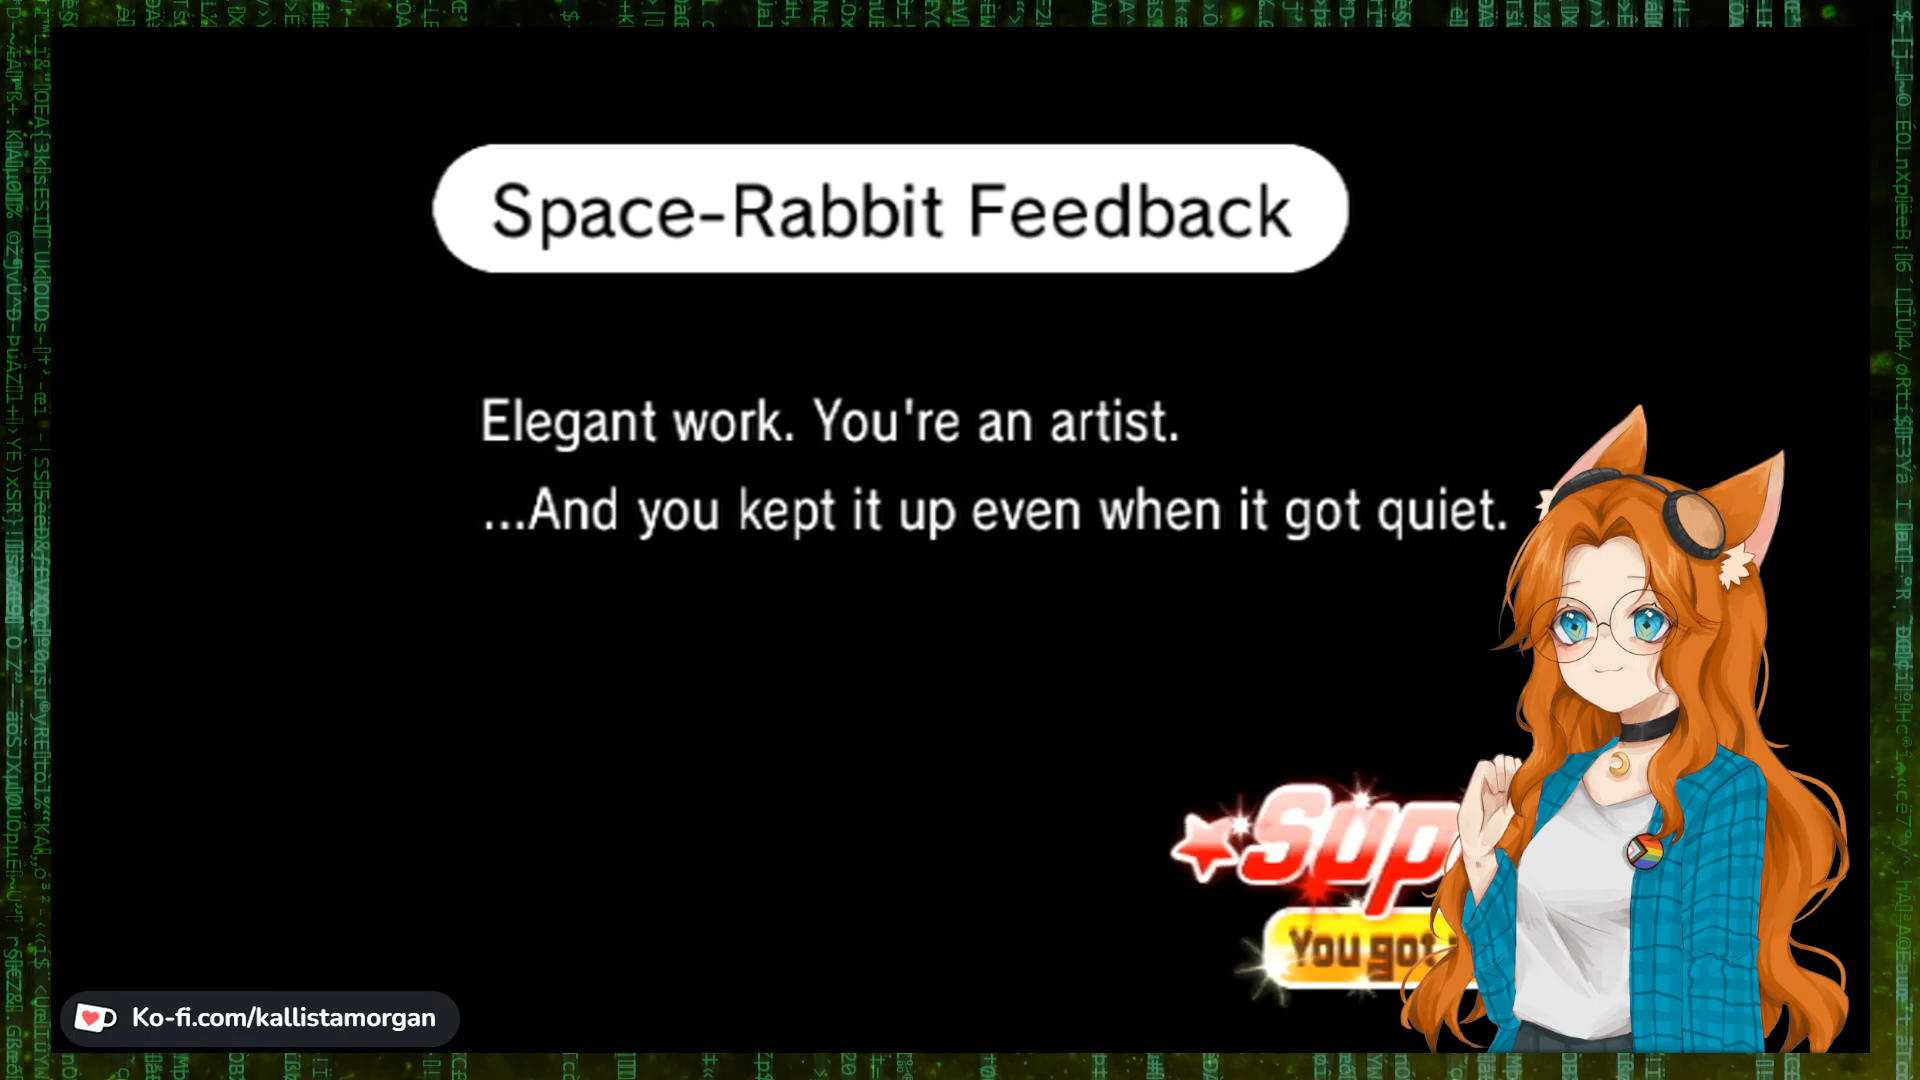 Space-Rabbit Feedback
Elegant work. You're an artist.
...And you kept it up even when it got quiet.
Sup
You got
Ko-fi.com/kallistamorgan